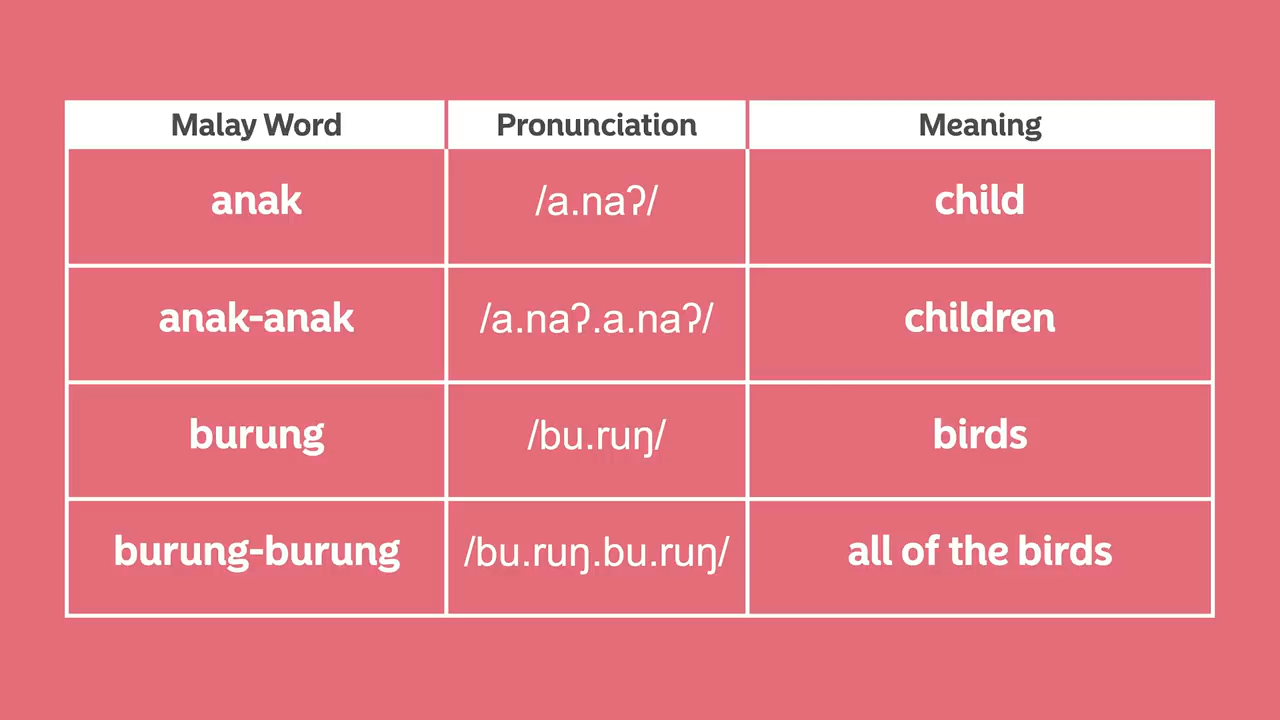 Malay Word Pronunciation Meaning
anak /a.naʔ/ child
anak-anak /a.naʔ.a.naʔ/ children
burung /bu.ruŋ/ birds
burung-burung /bu.ruŋ.bu.ruŋ/ all of the birds